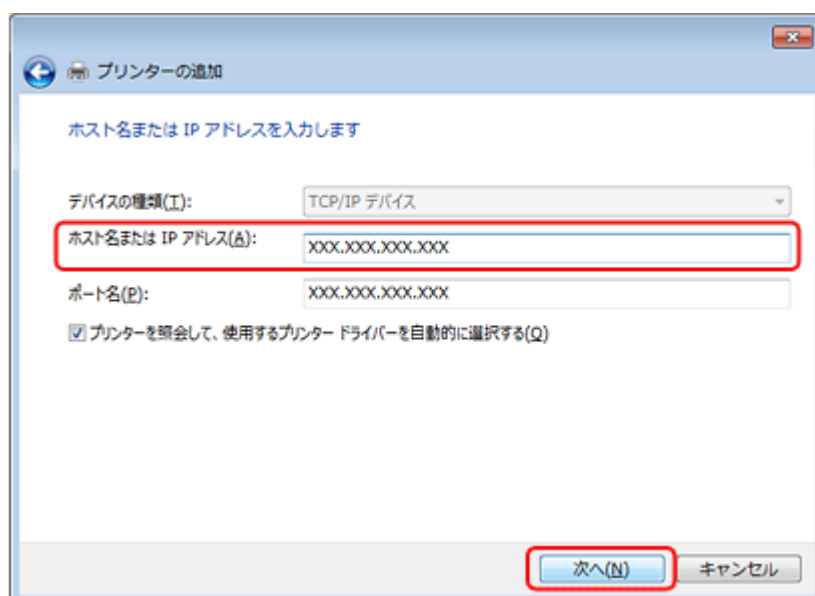 プリンターの追加
ホスト名または IP アドレスを入力します
デバイスの種類(T): TCP/IP デバイス
ホスト名または IP アドレス(A): XXX.XXX.XXX.XXX
ポート名(P): XXX.XXX.XXX.XXX
プリンターを照会して、使用するプリンター ドライバーを自動的に選択する(Q)
次へ(N) キャンセル